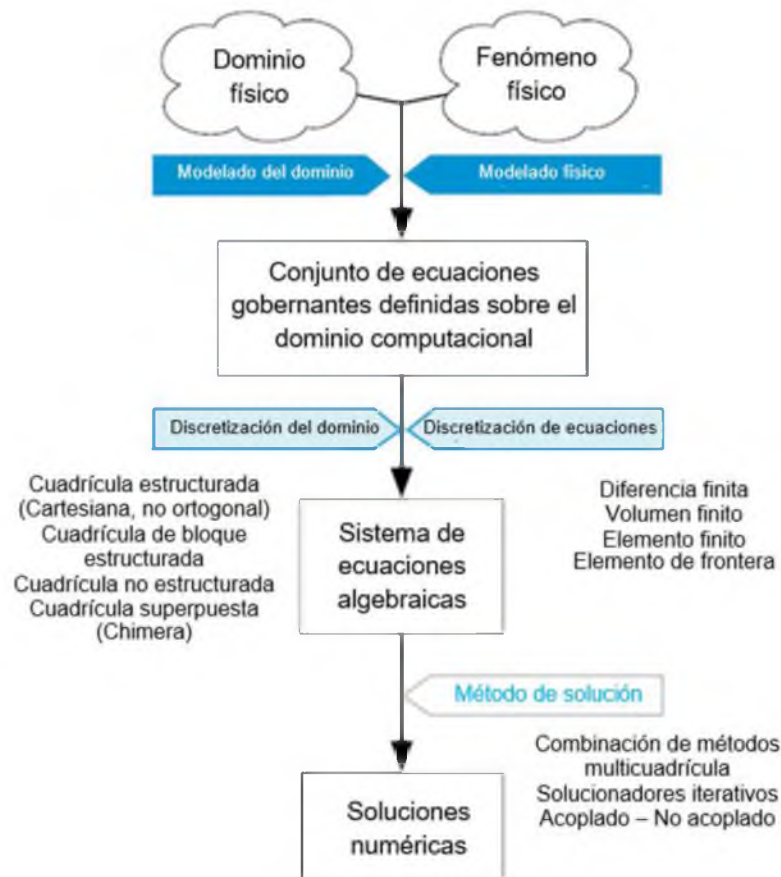 Dominio
físico
Fenómeno
físico
Modelado del dominio
Modelado físico
Conjunto de ecuaciones
gobernantes definidas sobre el
dominio computacional
Discretización del dominio
Discretización de ecuaciones
Cuadrícula estructurada
(Cartesiana, no ortogonal)
Cuadrícula de bloque
estructurada
Cuadrícula no estructurada
Cuadrícula superpuesta
(Chimera)
Sistema de
ecuaciones
algebraicas
Diferencia finita
Volumen finito
Elemento finito
Elemento de frontera
Método de solución
Combinación de métodos
multicuadrícula
Solucionadores iterativos
Acoplado – No acoplado
Soluciones
numéricas